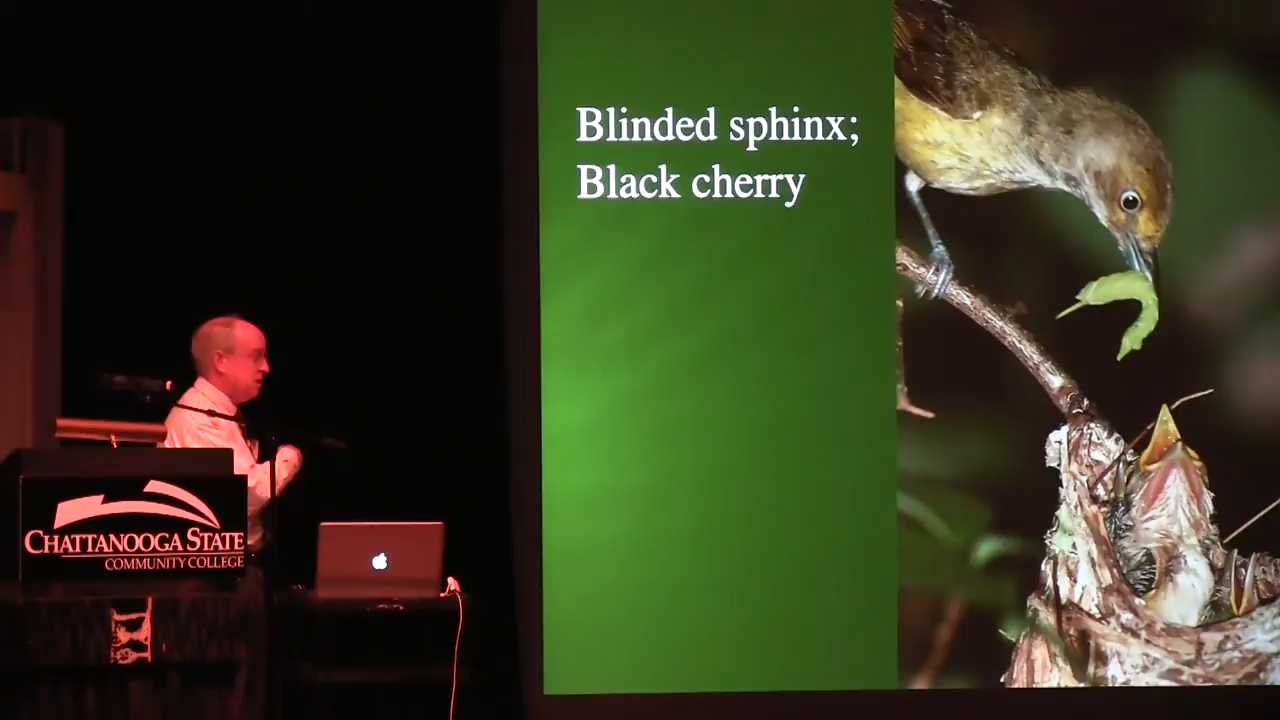 Blinded sphinx;
Black cherry
CHATTANOOGA STATE
COMMUNITY COLLEGE